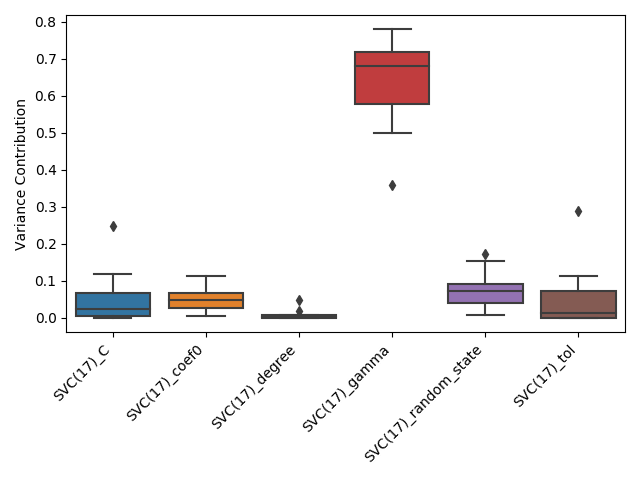 Variance Contribution
0.8
0.7
0.6
0.5
0.4
0.3
0.2
0.1
0.0
SVC(17)_C
SVC(17)_coef0
SVC(17)_degree
SVC(17)_gamma
SVC(17)_random_state
SVC(17)_tol